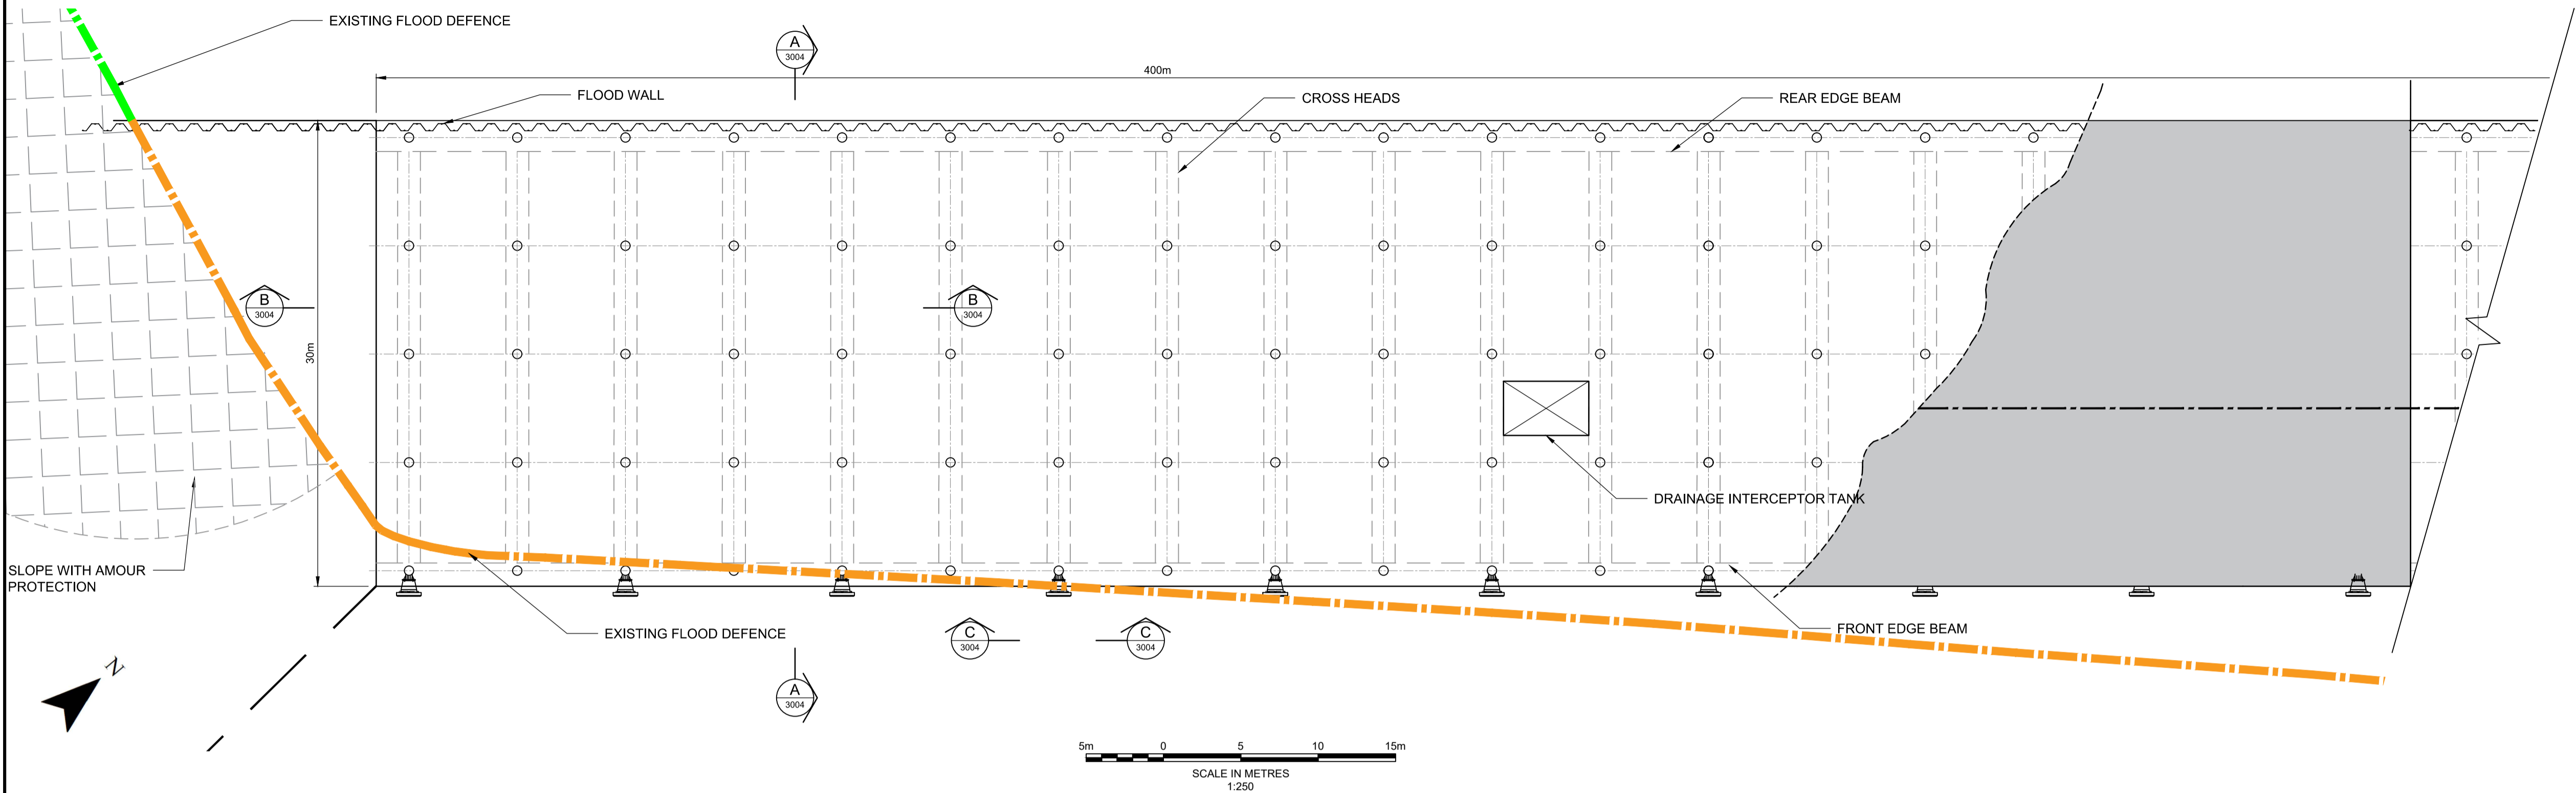 EXISTING FLOOD DEFENCE
A
3004
400m
FLOOD WALL
CROSS HEADS
REAR EDGE BEAM
B
3004
B
3004
30m
DRAINAGE INTERCEPTOR TANK
SLOPE WITH AMOUR
PROTECTION
EXISTING FLOOD DEFENCE
C
3004
C
3004
FRONT EDGE BEAM
N
A
3004
5m 0 5 10 15m
SCALE IN METRES
1:250